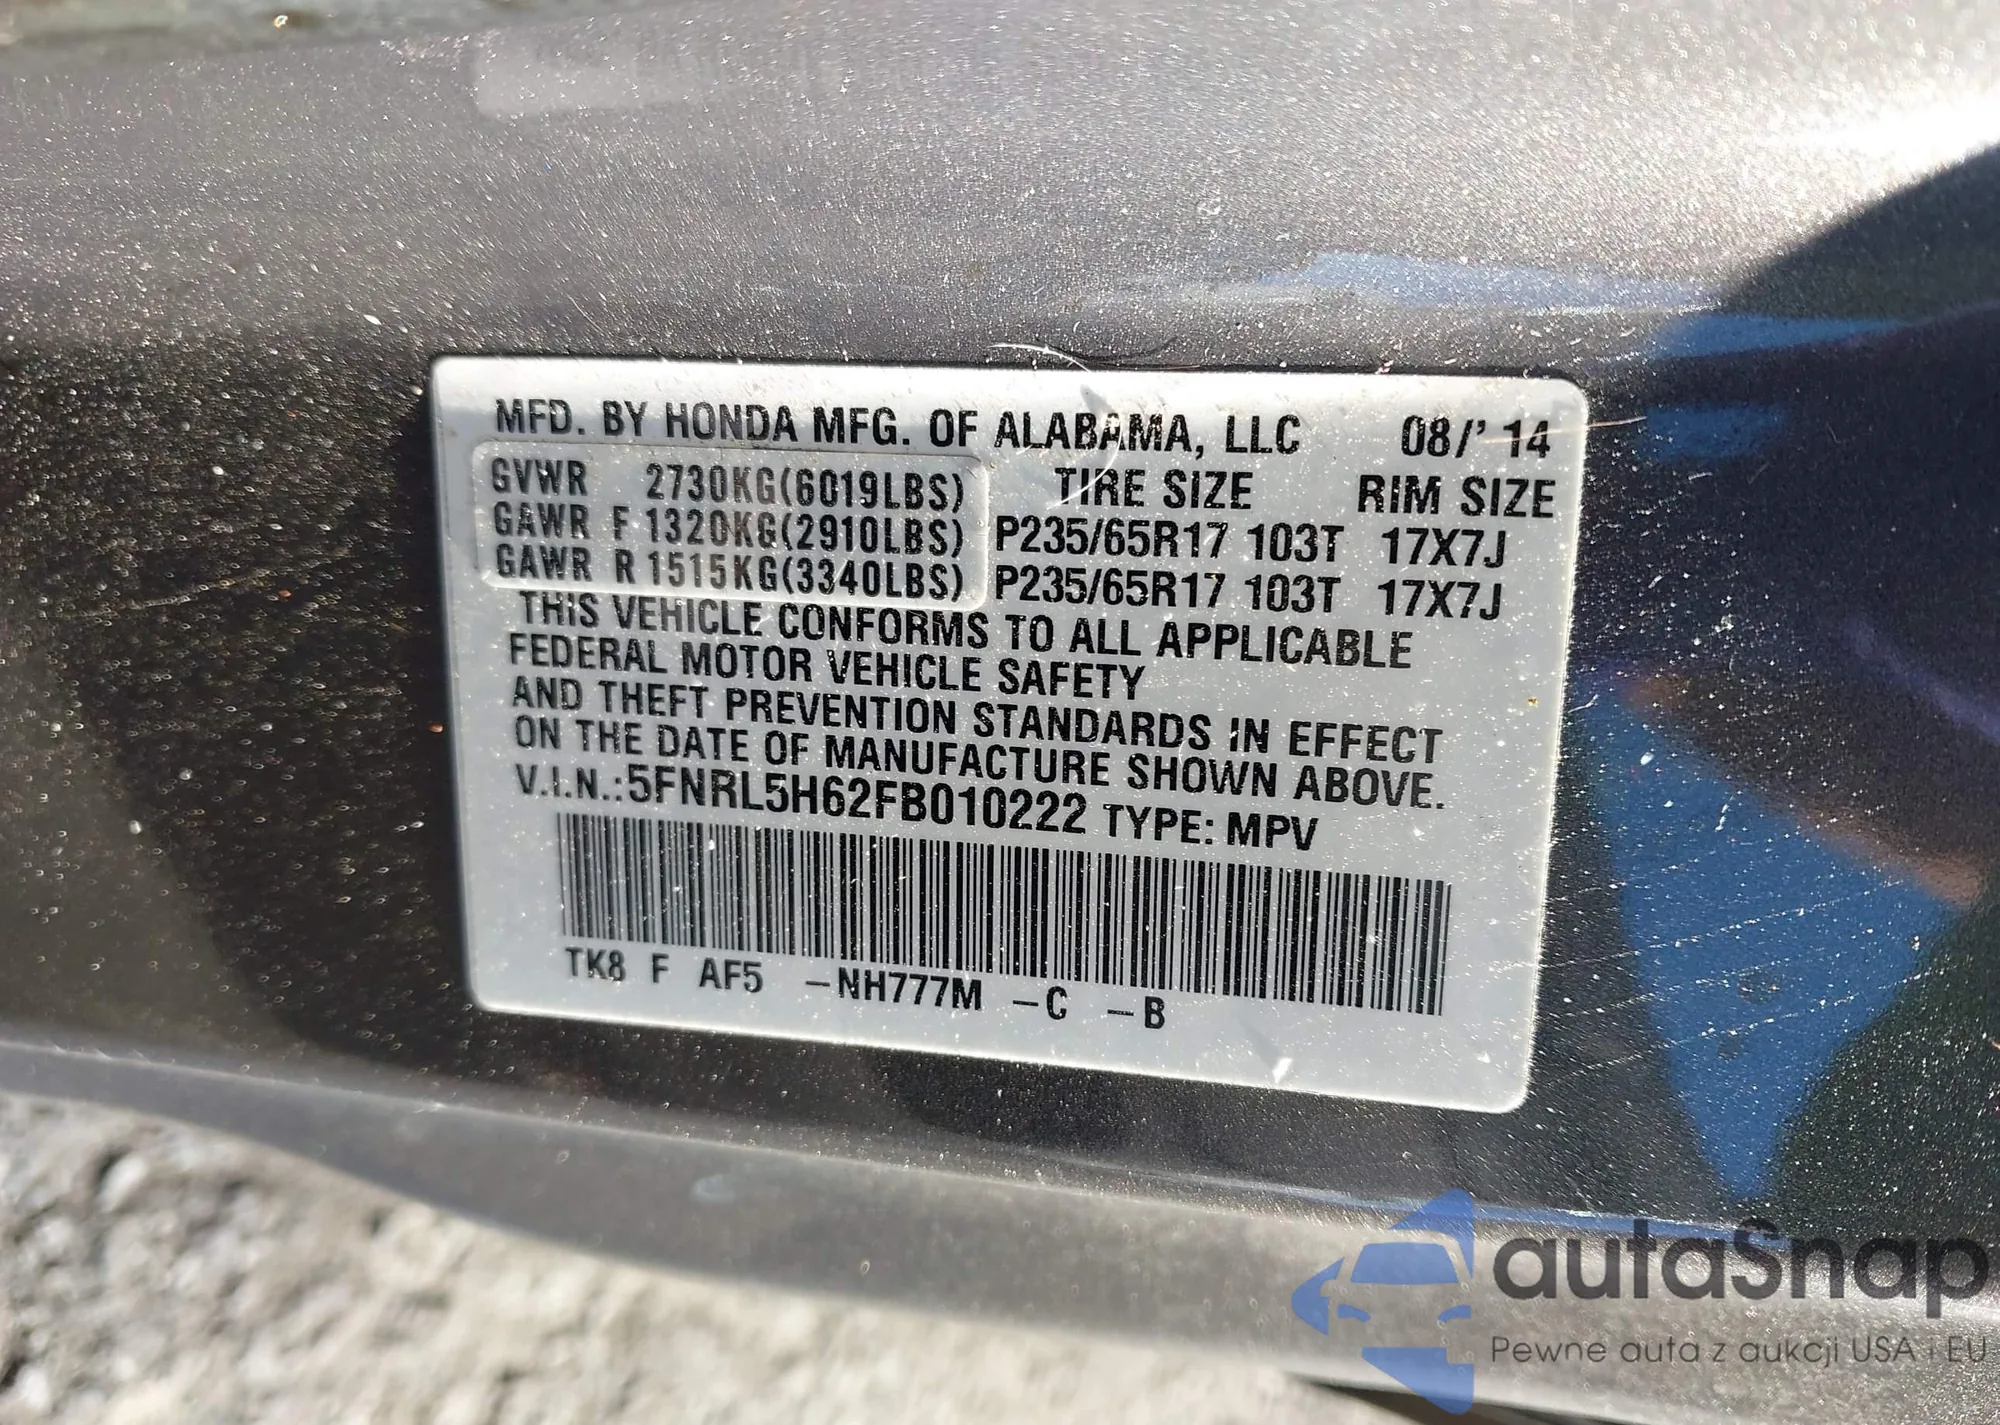 MFD. BY HONDA MFG. OF ALABAMA, LLC 08/' 14
GVWR 2730KG(6019LBS) TIRE SIZE RIM SIZE
GAWR F 1320KG(2910LBS) P235/65R17 103T 17X7J
GAWR R 1515KG(3340LBS) P235/65R17 103T 17X7J
THIS VEHICLE CONFORMS TO ALL APPLICABLE
FEDERAL MOTOR VEHICLE SAFETY
AND THEFT PREVENTION STANDARDS IN EFFECT
ON THE DATE OF MANUFACTURE SHOWN ABOVE.
V.I.N.:5FNRL5H62FB010222 TYPE: MPV
TK8 F AF5 -NH777M -C -B
autaSnap
Pewne auta z aukcji USA i EU